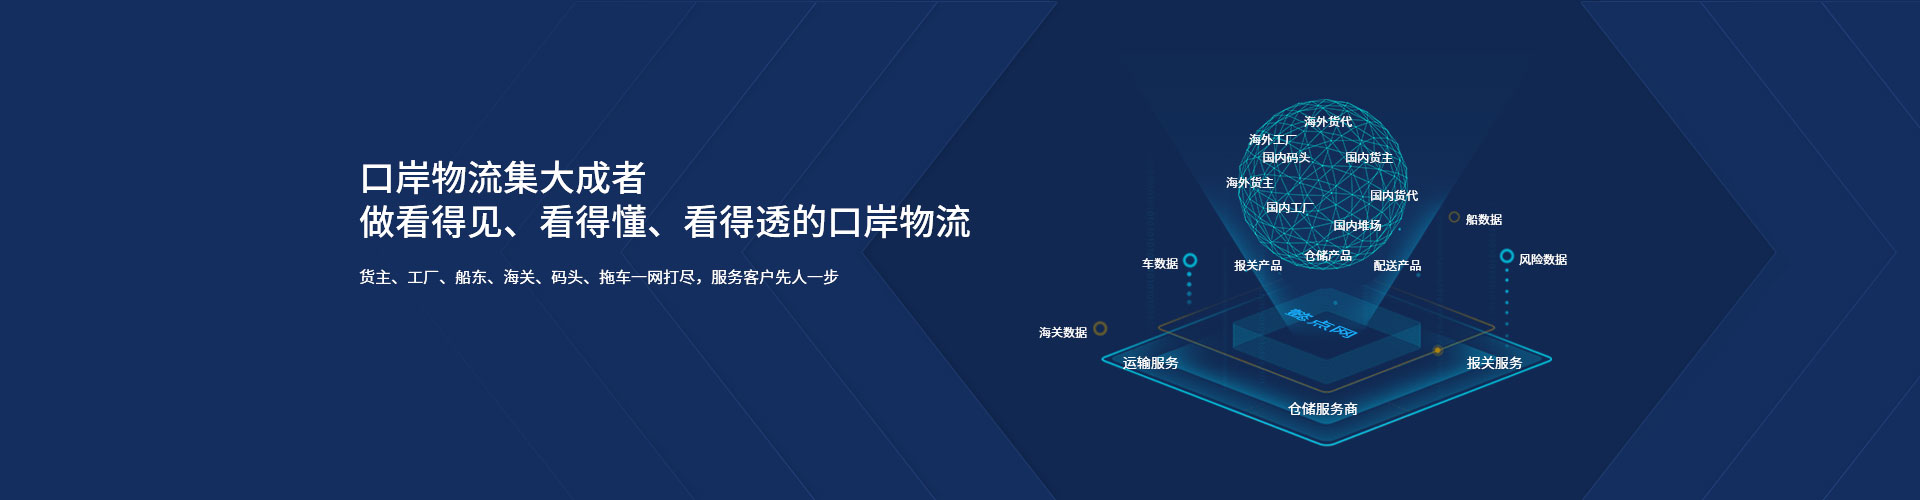 口岸物流集大成者
做看得见、看得懂、看得透的口岸物流
货主、工厂、船东、海关、码头、拖车一网打尽，服务客户先人一步
海外货代
海外工厂
国内码头
国内货主
海外货主
国内货代
国内工厂
国内堆场
仓储产品
报关产品
配送产品
船数据
车数据
风险数据
海关数据
点网
运输服务
报关服务
仓储服务商